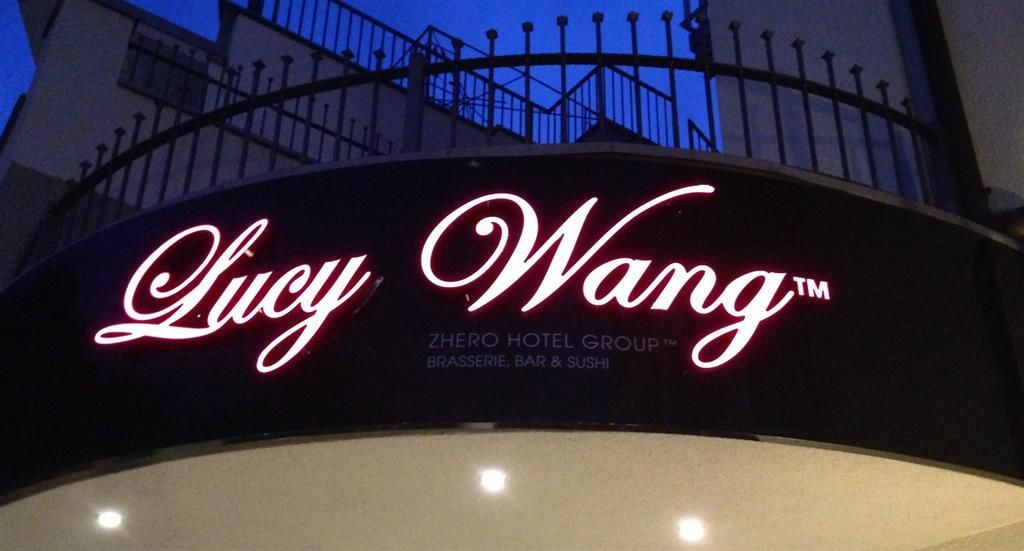 Lucy Wang™
ZHERO HOTEL GROUP™
BRASSERIE, BAR & SUSHI